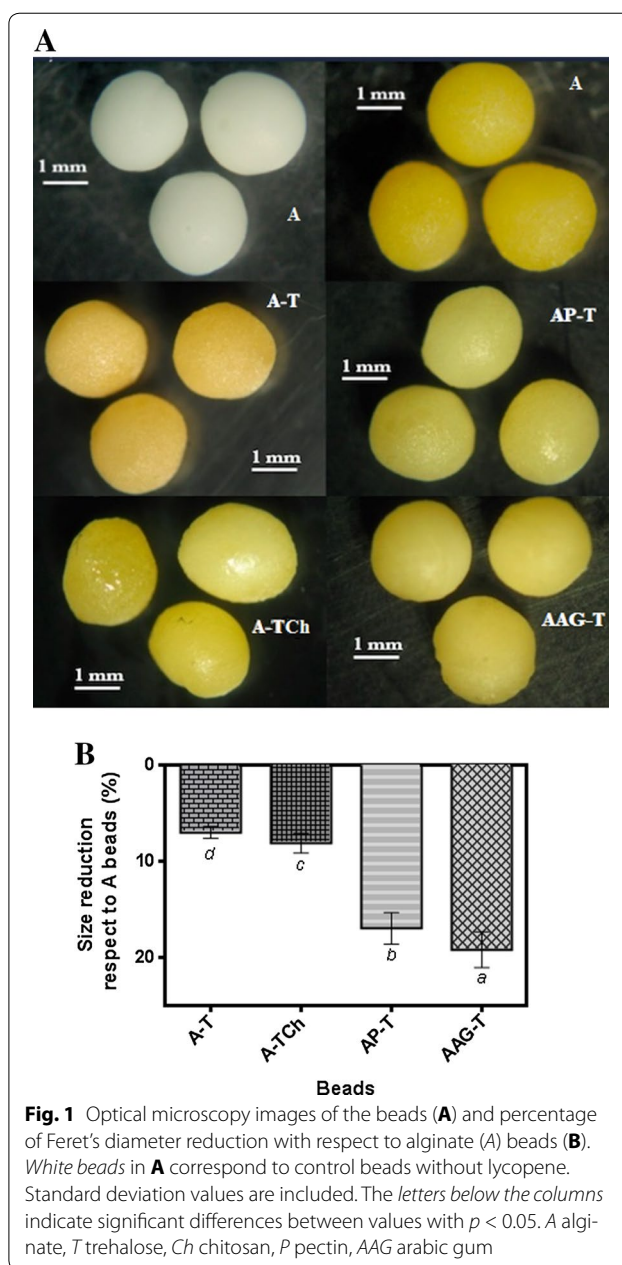 A
1 mm
A
A
1 mm
A-T
1 mm
AP-T
1 mm
A-TCh
1 mm
AAG-T
1 mm
B
Size reduction
respect to A beads (%)
0
10
20
d
c
b
a
A-T
A-TCh
AP-T
AAG-T
Beads
Fig. 1 Optical microscopy images of the beads (A) and percentage
of Feret's diameter reduction with respect to alginate (A) beads (B).
White beads in A correspond to control beads without lycopene.
Standard deviation values are included. The letters below the columns
indicate significant differences between values with p < 0.05. A algi-
nate, T trehalose, Ch chitosan, P pectin, AAG arabic gum